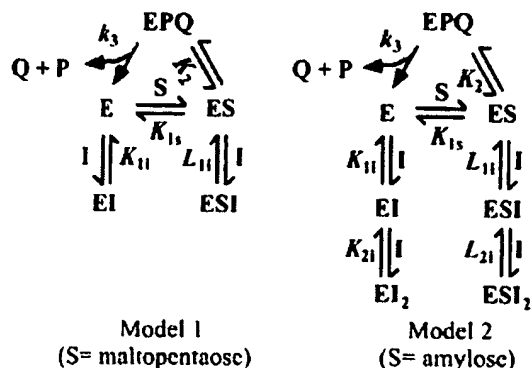 EPQ EPQ
k3 k3
Q + P K2 Q + P K2
S S
E ES E ES
K1s K1s
I K1i L1i I K1i I L1i I
EI ESI EI ESI
K2i I L2i I
EI2 ESI2
Model 1 Model 2
(S= maltopentaose) (S= amylose)